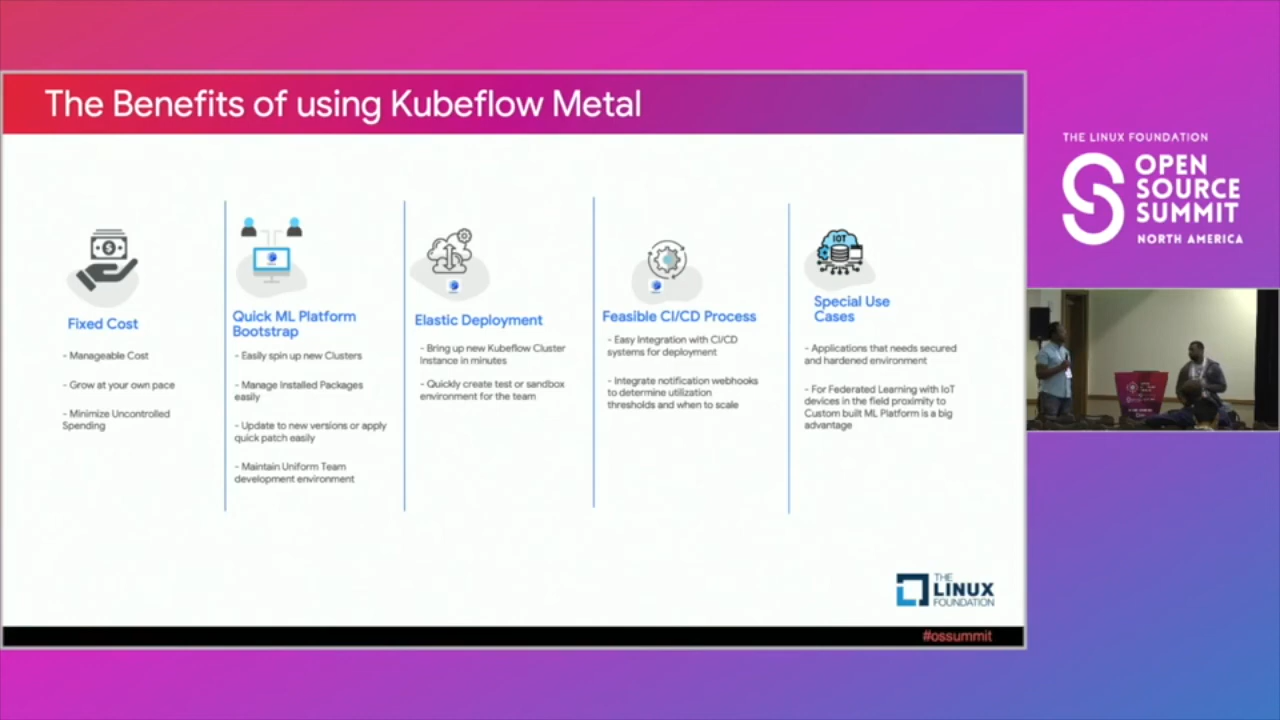 The Benefits of using Kubeflow Metal
Fixed Cost
- Manageable Cost
- Grow at your own pace
- Minimize Uncontrolled
Spending
Quick ML Platform
Bootstrap
- Easily spin up new Clusters
- Manage Installed Packages
easily
- Update to new versions or apply
quick patch easily
- Maintain Uniform Team
development environment
Elastic Deployment
- Bring up new Kubeflow Cluster
Instance in minutes
- Quickly create test or sandbox
environment for the team
Feasible CI/CD Process
- Easy Integration with CI/CD
systems for deployment
- Integrate notification webhooks
to determine utilization
thresholds and when to scale
IOT
Special Use
Cases
- Applications that needs secured
and hardened environment
- For Federated Learning with IoT
devices in the field proximity to
Custom built ML Platform is a big
advantage
THE
LINUX
FOUNDATION
#ossummit
THE LINUX FOUNDATION
OPEN
SOURCE
SUMMIT
NORTH AMERICA